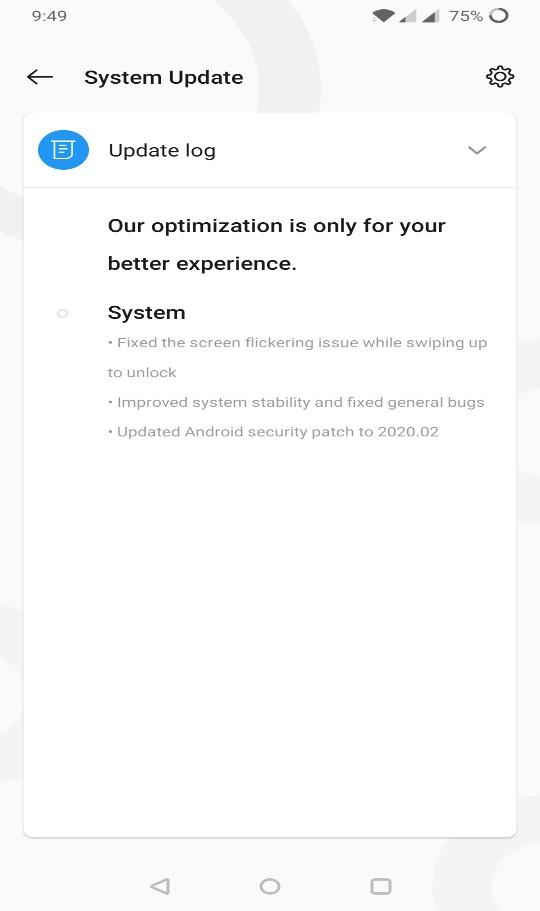 9:49
75%
System Update
Update log
Our optimization is only for your
better experience.
System
• Fixed the screen flickering issue while swiping up
to unlock
• Improved system stability and fixed general bugs
• Updated Android security patch to 2020.02